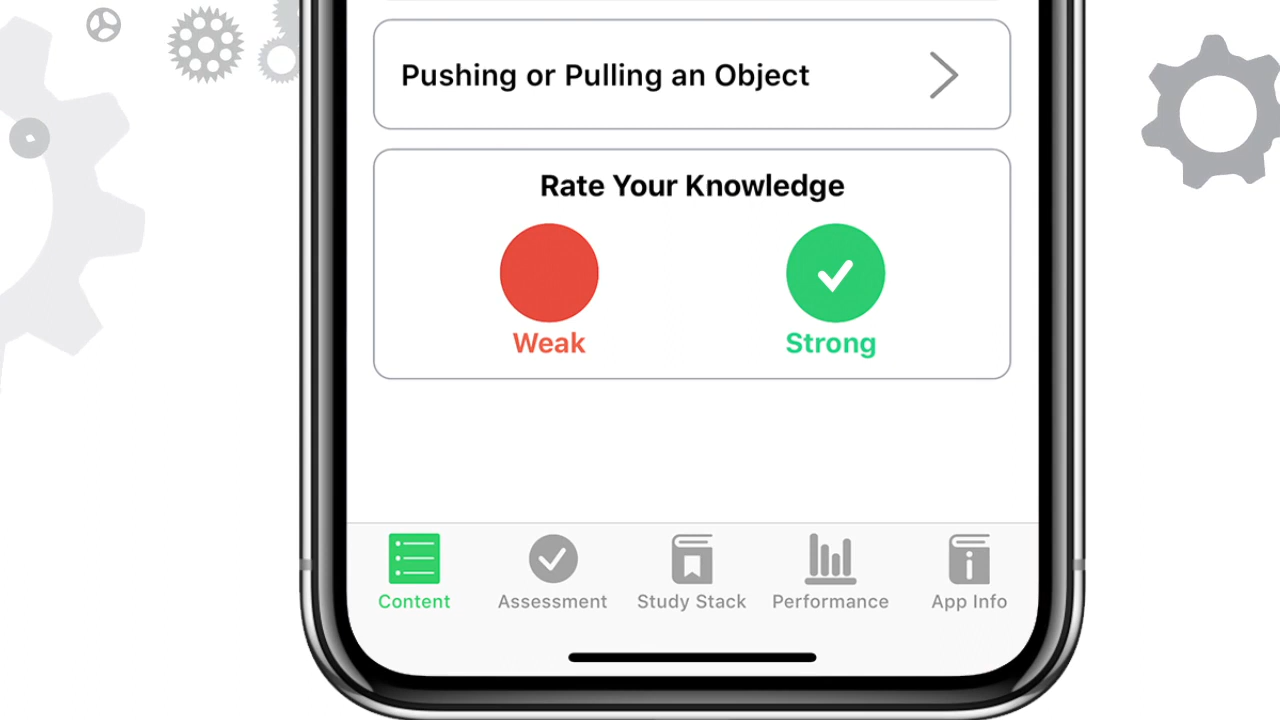 Pushing or Pulling an Object
Rate Your Knowledge
Weak
Strong
Content
Assessment
Study Stack
Performance
App Info